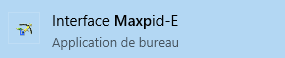 Interface Maxpid-E
Application de bureau